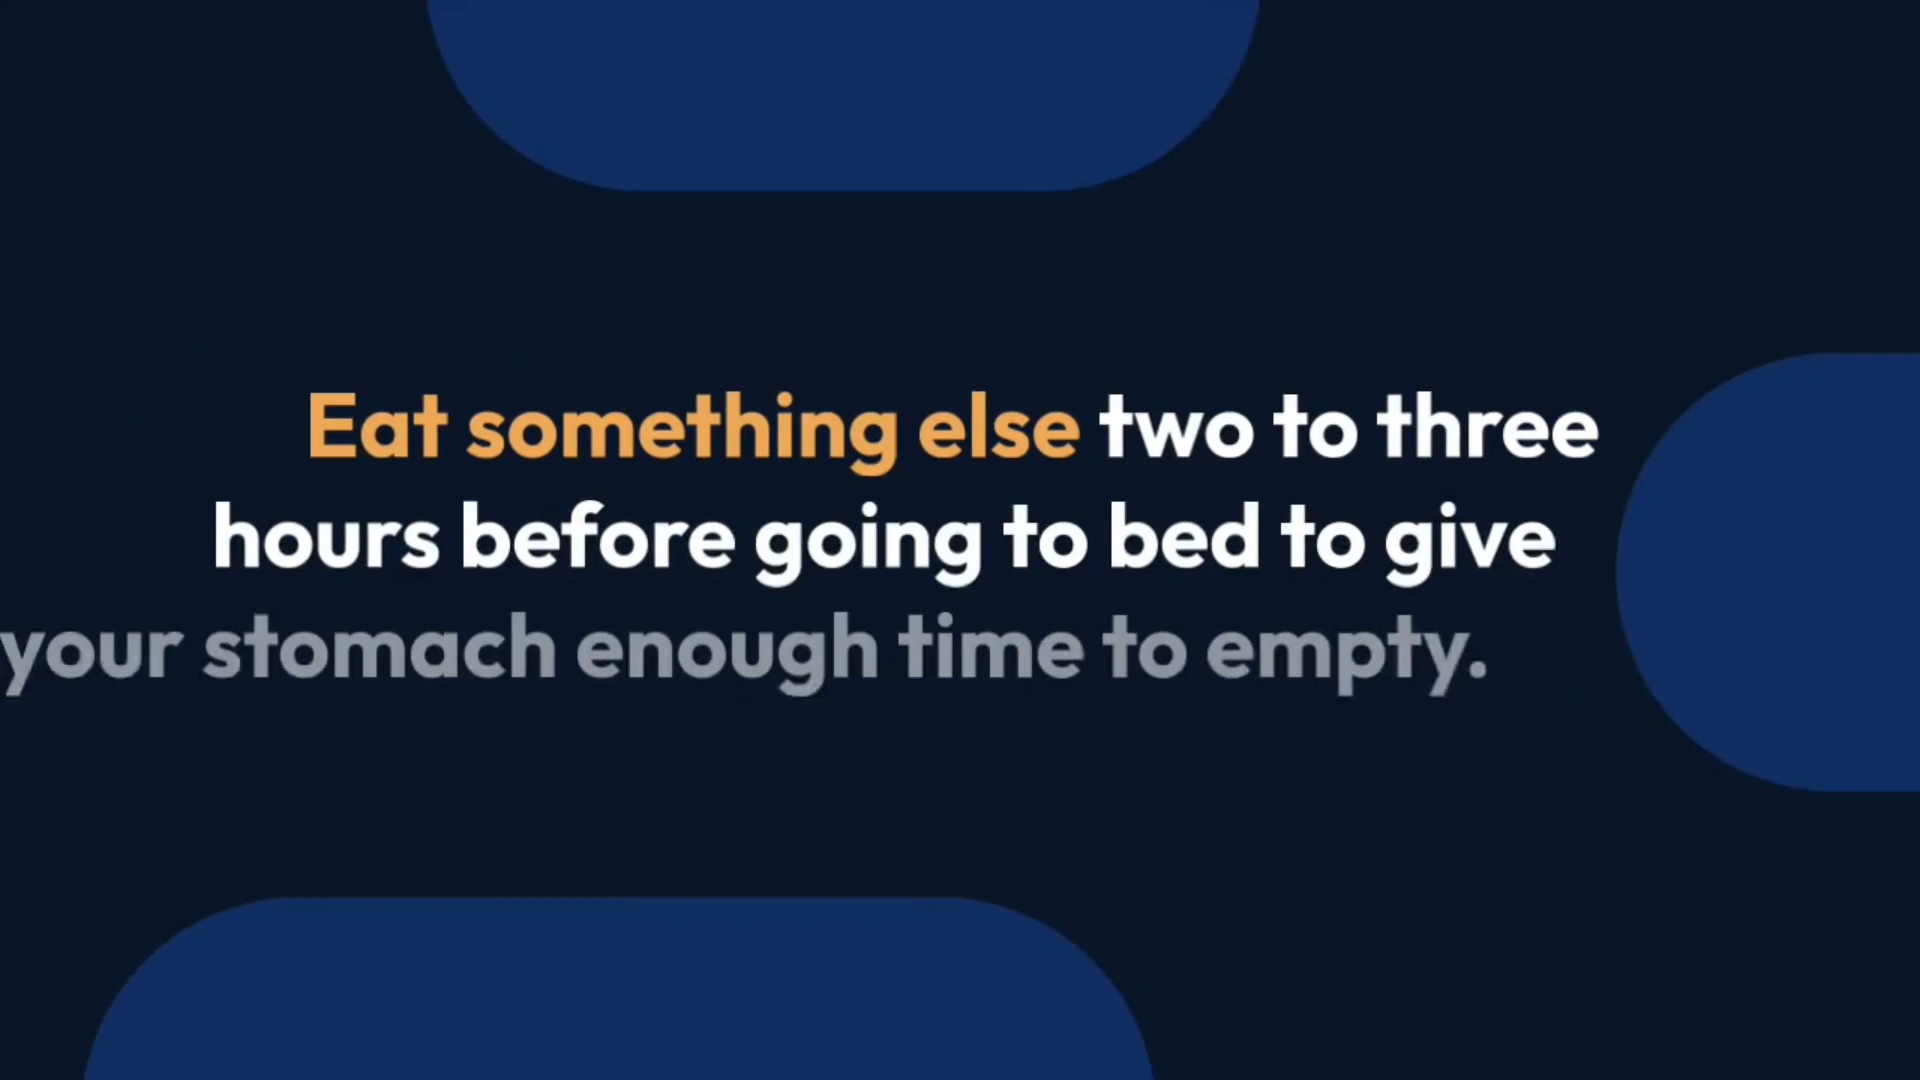 Eat something else two to three
hours before going to bed to give
your stomach enough time to empty.